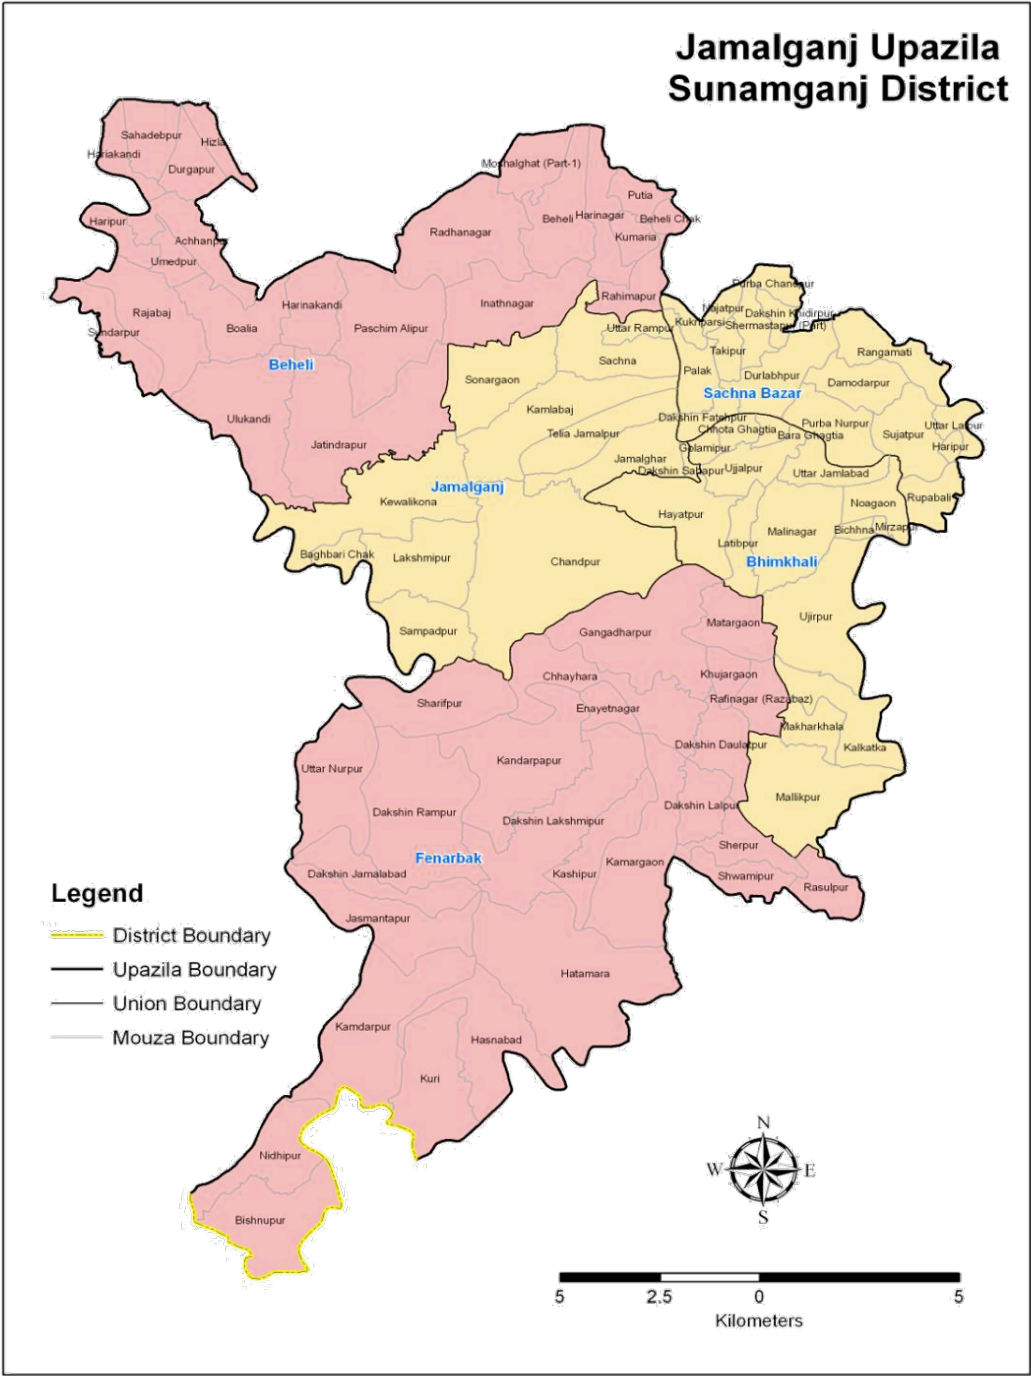 Jamalganj Upazila
Sunamganj District
Sahadebpur
Hizla
Hariakandi
Durgapur
Moshalghat (Part-1)
Putia
Haripur
Beheli
Harinagar
Beheli Chak
Achhanpur
Radhanagar
Kumaria
Umedpur
Purba Chandpur
Rahimapur
Harinakandi
Inathnagar
Najatpur
Rajabaj
Dakshin Khidirpur
Kukriparsi
Shermastapur (Part)
Boalia
Paschim Alipur
Uttar Rampur
Sundarpur
Takipur
Rangamati
Sachna
Beheli
Palak
Durlabhpur
Sonargaon
Damodarpur
Sachna Bazar
Kamlabaj
Ulukandi
Dakshin Fatehpur
Purba Nurpur
Uttar Lalpur
Chhota Ghagtia
Telia Jamalpur
Bara Ghagtia
Sujatpur
Jatindrapur
Golamipur
Haripur
Jamalghar
Dakshin Sahapur
Ujjalpur
Uttar Jamlabad
Jamalganj
Rupabali
Kewalikona
Noagaon
Hayatpur
Mirzapur
Bichhna
Malinagar
Latibpur
Baghbari Chak
Lakshmipur
Chandpur
Bhimkhali
Ujirpur
Matargaon
Sampadpur
Gangadharpur
Khujargaon
Chhayhara
Rafinagar (Razabaz)
Sharifpur
Enayetnagar
Makharkhala
Dakshin Daulatpur
Kalkatka
Kandarpapur
Uttar Nurpur
Mallikpur
Dakshin Lalpur
Dakshin Rampur
Dakshin Lakshmipur
Sherpur
Fenarbak
Kamargaon
Dakshin Jamalabad
Kashipur
Shwamipur
Rasulpur
Legend
Jasmantapur
District Boundary
Upazila Boundary
Hatamara
Union Boundary
Kamdarpur
Mouza Boundary
Hasnabad
Kuri
N
Nidhipur
W
E
S
Bishnupur
5
2.5
0
5
Kilometers